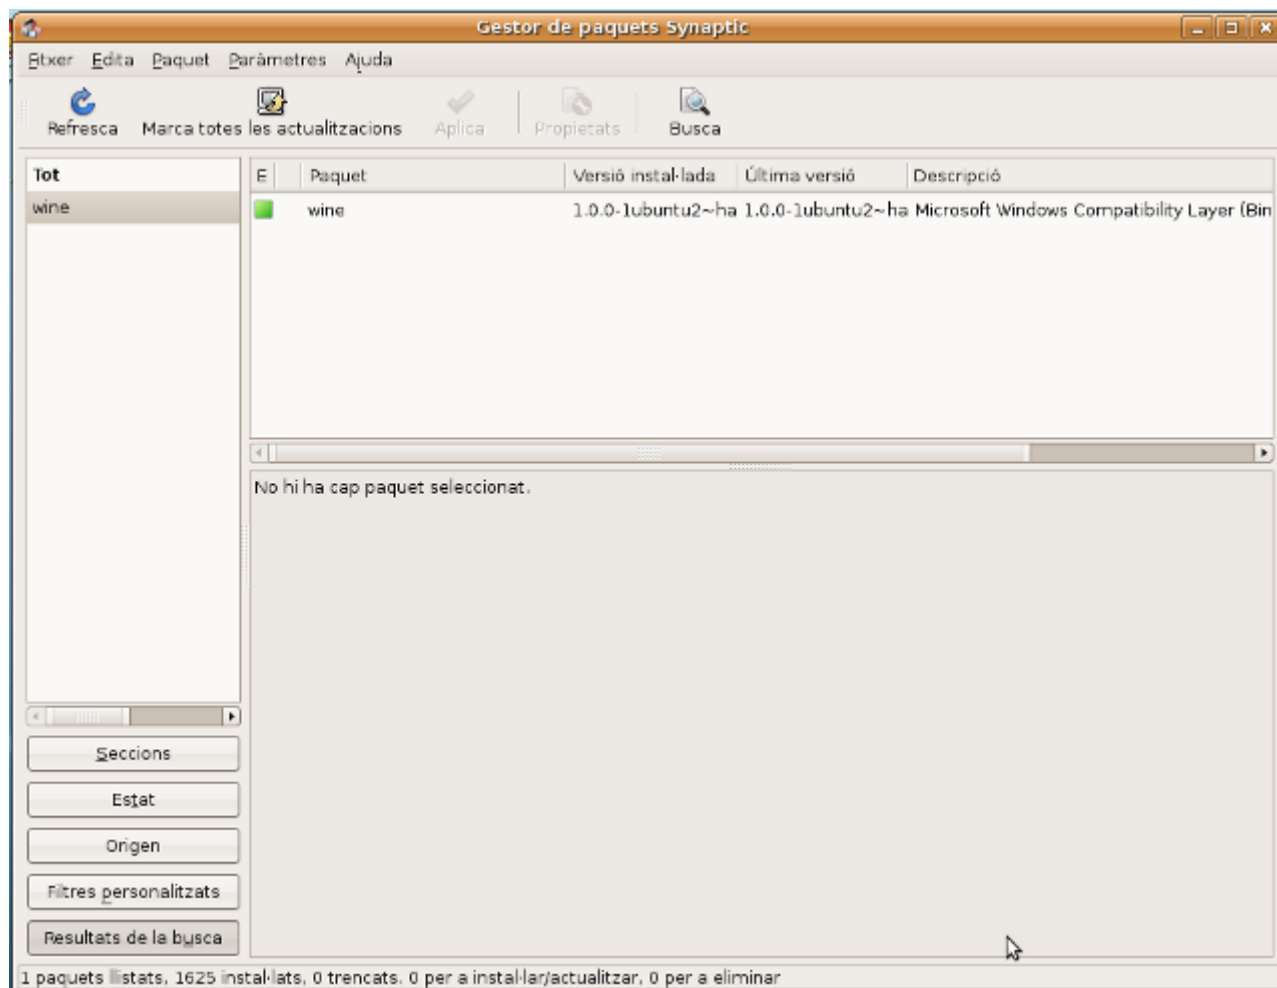 Gestor de paquets Synaptic
Fitxer Edita Paquet Paràmetres Ajuda
Refresca Marca totes les actualitzacions Aplica Propietats Busca
Tot
wine
E Paquet Versió instal·lada Última versió Descripció
wine 1.0.0-1ubuntu2~ha 1.0.0-1ubuntu2~ha Microsoft Windows Compatibility Layer (Bin
No hi ha cap paquet seleccionat.
Seccions
Estat
Origen
Filtres personalitzats
Resultats de la busca
1 paquets llistats, 1625 instal·lats, 0 trencats. 0 per a instal·lar/actualitzar, 0 per a eliminar